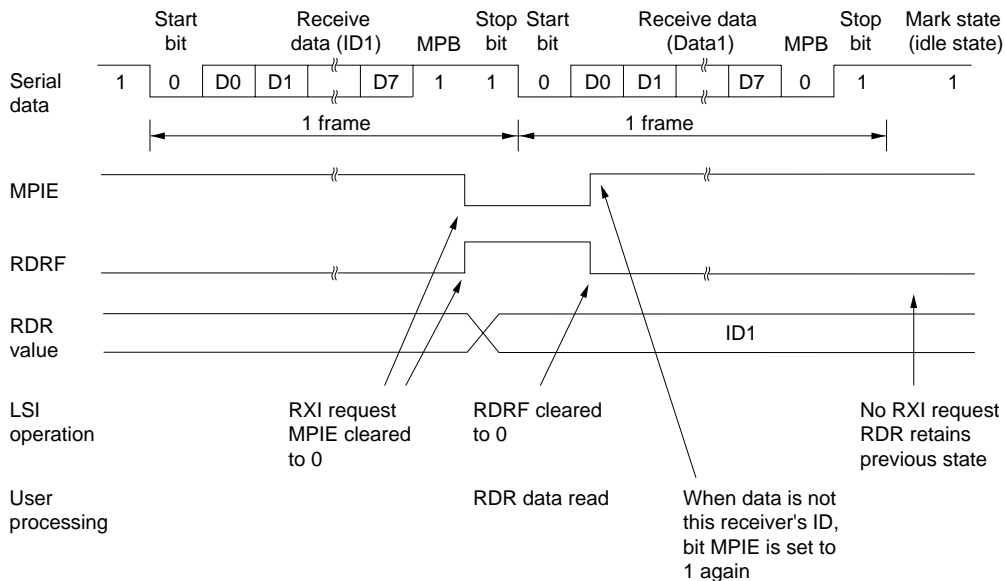 Start
bit
Receive
data (ID1)
MPB
Stop
bit
Start
bit
Receive data
(Data1)
MPB
Stop
bit
Mark state
(idle state)
Serial
data
1 0 D0 D1 D7 1 1 0 D0 D1 D7 0 1 1
1 frame 1 frame
MPIE
RDRF
RDR
value
ID1
LSI
operation
RXI request
MPIE cleared
to 0
RDRF cleared
to 0
No RXI request
RDR retains
previous state
User
processing
RDR data read
When data is not
this receiver's ID,
bit MPIE is set to
1 again